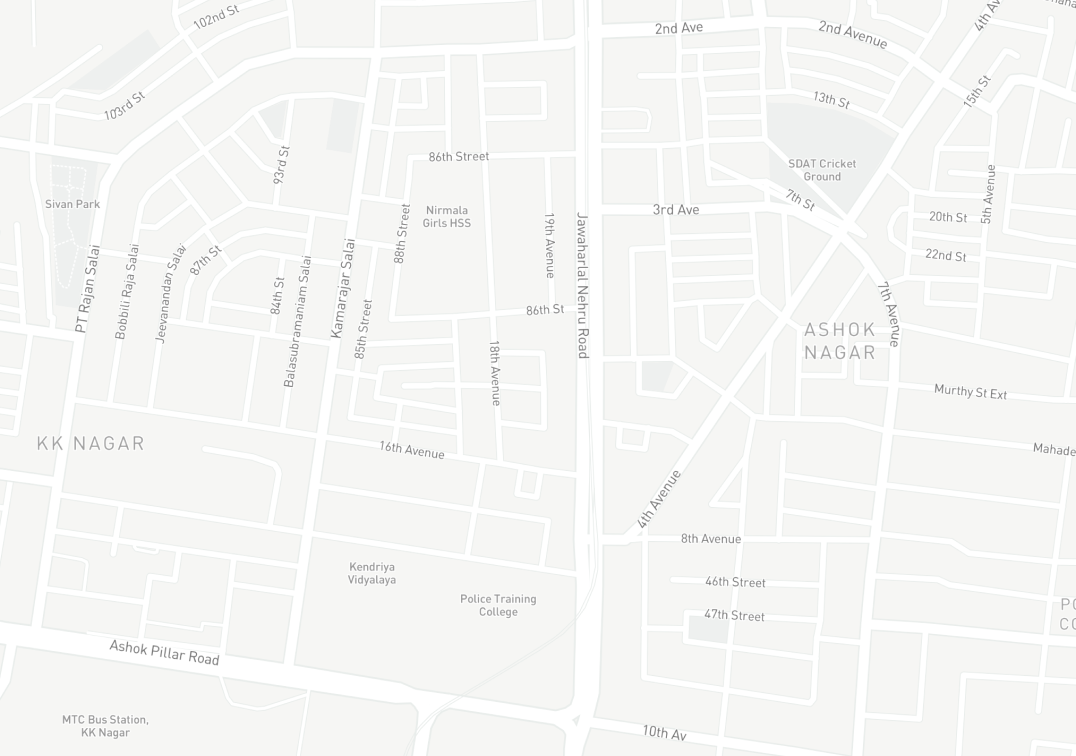 102nd St
2nd Ave
2nd Avenue
4th Av
103rd St
13th St
15th St
86th Street
93rd St
SDAT Cricket
Ground
Sivan Park
Nirmala
Girls HSS
88th Street
19th Avenue
3rd Ave
7th St
5th Avenue
20th St
22nd St
PT Rajan Salai
Bobbili Raja Salai
Jeevanandan Salai
87th St
84th St
Balasubramaniam Salai
Kamarajar Salai
85th Street
86th St
Jawaharlal Nehru Road
7th Avenue
ASHOK
NAGAR
18th Avenue
Murthy St Ext
KK NAGAR
16th Avenue
Mahade
4th Avenue
8th Avenue
Kendriya
Vidyalaya
46th Street
Police Training
College
47th Street
Ashok Pillar Road
MTC Bus Station,
KK Nagar
10th Av